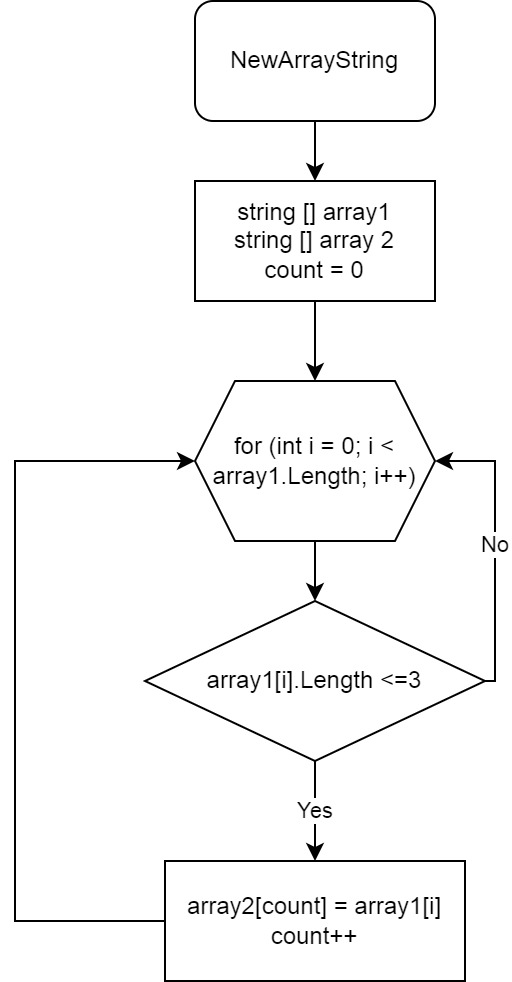 NewArrayString
string [] array1
string [] array 2
count = 0
for (int i = 0; i <
array1.Length; i++)
No
array1[i].Length <=3
Yes
array2[count] = array1[i]
count++